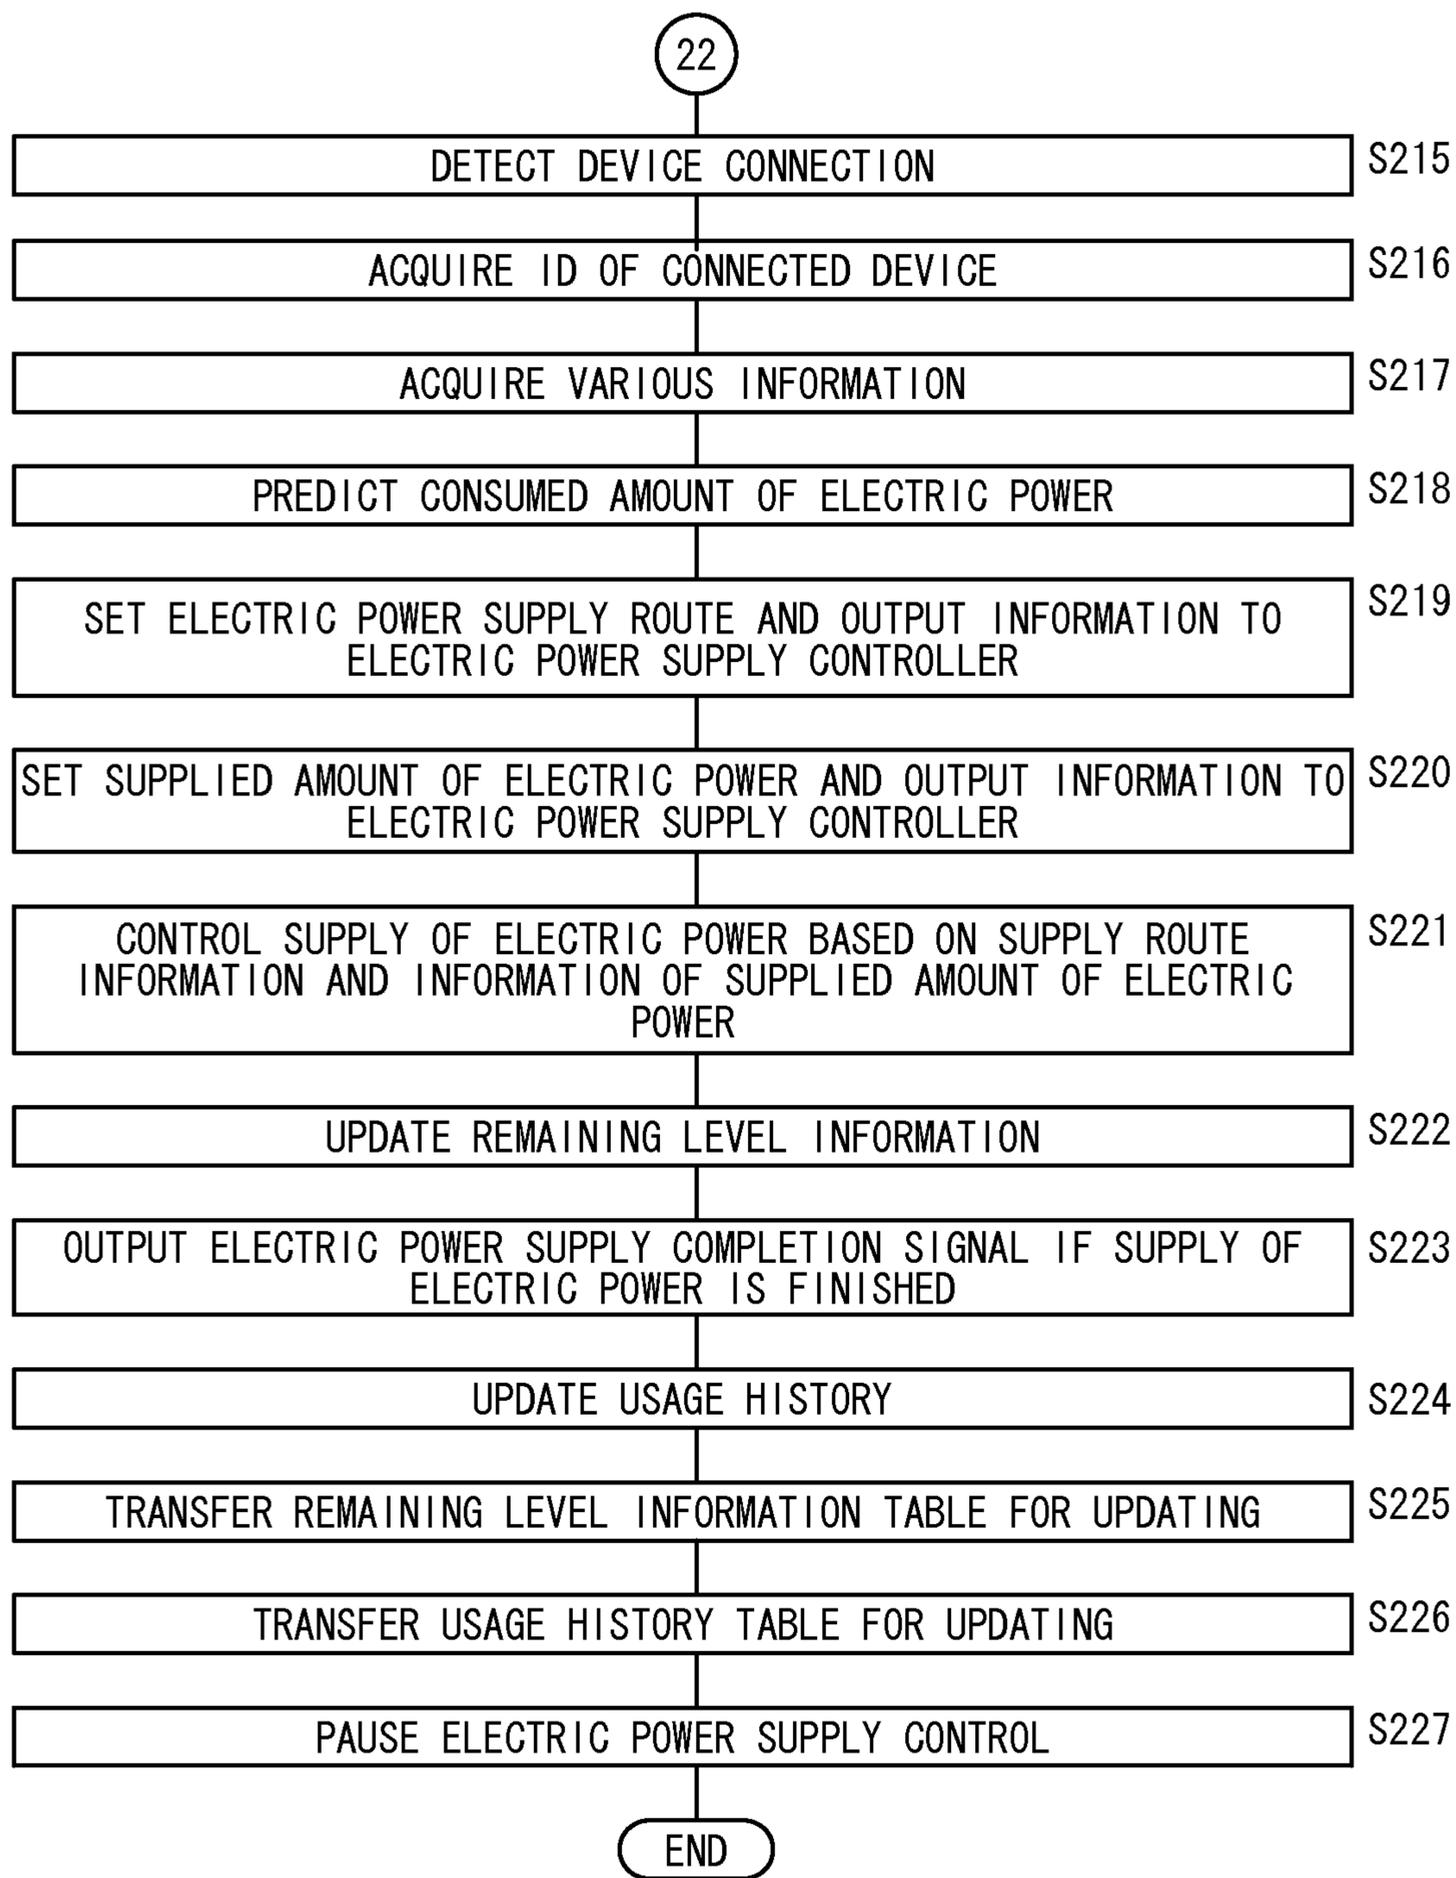 22
DETECT DEVICE CONNECTION
S215
ACQUIRE ID OF CONNECTED DEVICE
S216
ACQUIRE VARIOUS INFORMATION
S217
PREDICT CONSUMED AMOUNT OF ELECTRIC POWER
S218
SET ELECTRIC POWER SUPPLY ROUTE AND OUTPUT INFORMATION TO
ELECTRIC POWER SUPPLY CONTROLLER
S219
SET SUPPLIED AMOUNT OF ELECTRIC POWER AND OUTPUT INFORMATION TO
ELECTRIC POWER SUPPLY CONTROLLER
S220
CONTROL SUPPLY OF ELECTRIC POWER BASED ON SUPPLY ROUTE
INFORMATION AND INFORMATION OF SUPPLIED AMOUNT OF ELECTRIC
POWER
S221
UPDATE REMAINING LEVEL INFORMATION
S222
OUTPUT ELECTRIC POWER SUPPLY COMPLETION SIGNAL IF SUPPLY OF
ELECTRIC POWER IS FINISHED
S223
UPDATE USAGE HISTORY
S224
TRANSFER REMAINING LEVEL INFORMATION TABLE FOR UPDATING
S225
TRANSFER USAGE HISTORY TABLE FOR UPDATING
S226
PAUSE ELECTRIC POWER SUPPLY CONTROL
S227
END